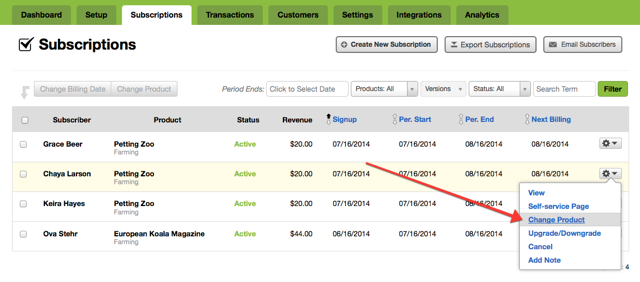 Dashboard Setup Subscriptions Transactions Customers Settings Integrations Analytics
Subscriptions
Create New Subscription Export Subscriptions Email Subscribers
Change Billing Date Change Product Period Ends: Click to Select Date Products: All Versions Status: All Search Term Filter
Subscriber Product Status Revenue Signup Per. Start Per. End Next Billing
Grace Beer Petting Zoo Active $20.00 07/16/2014 07/16/2014 08/16/2014 08/16/2014
Farming
Chaya Larson Petting Zoo Active $20.00 07/16/2014 07/16/2014 08/16/2014 08/16/2014
Farming
View
Keira Hayes Petting Zoo Active $20.00 07/16/2014 07/16/2014 08/16/2014
Farming
Self-service Page
Change Product
Ova Stehr European Koala Magazine Active $44.00 06/16/2014 07/16/2014 08/16/2014
Farming
Upgrade/Downgrade
Cancel
Add Note
4